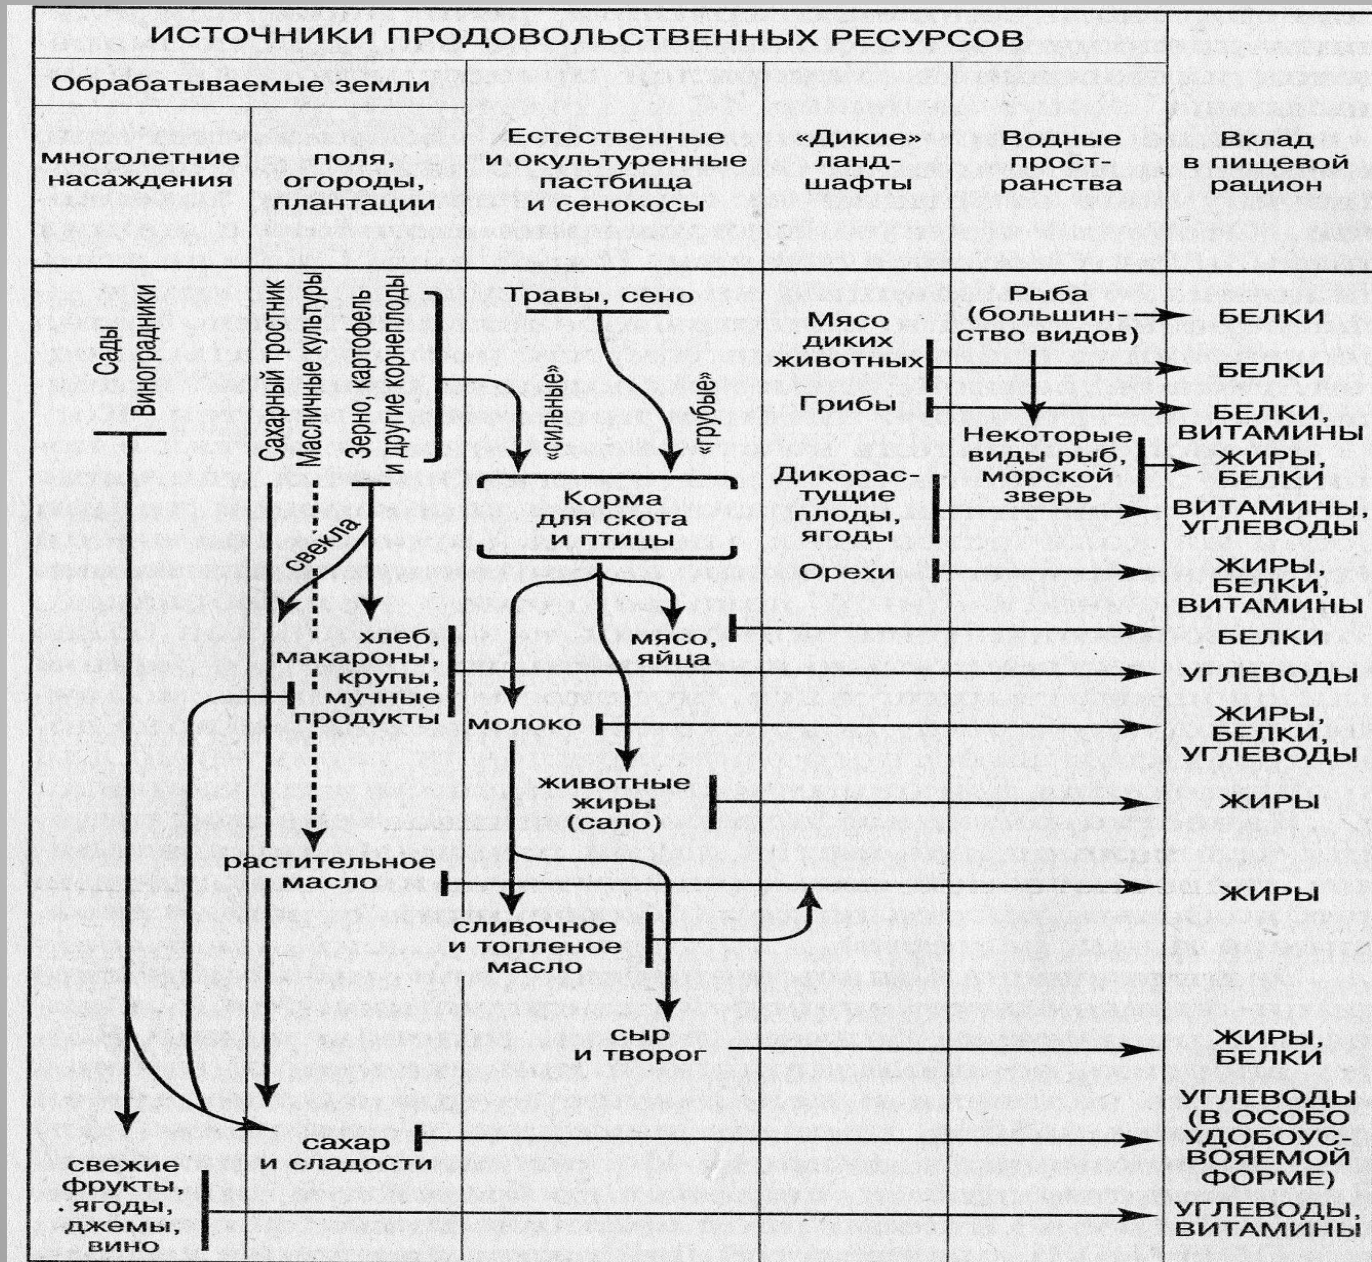 ИСТОЧНИКИ ПРОДОВОЛЬСТВЕННЫХ РЕСУРСОВ
Обрабатываемые земли
многолетние
насаждения
поля,
огороды,
плантации
Естественные
и окультуренные
пастбища
и сенокосы
«Дикие»
ланд-
шафты
Водные
прост-
ранства
Вклад
в пищевой
рацион
Сады
Виноградники
Сахарный тростник
Масличные культуры
Зерно, картофель
и другие корнеплоды
Травы, сено
«сильные»
«грубые»
Корма
для скота
и птицы
свекла
хлеб,
макароны,
крупы,
мучные
продукты
мясо,
яйца
молоко
животные
жиры
(сало)
растительное
масло
сливочное
и топленое
масло
сыр
и творог
сахар
и сладости
свежие
фрукты,
ягоды,
джемы,
вино
Мясо
диких
животных
Грибы
Дикорас-
тущие
плоды,
ягоды
Орехи
Рыба
(большин-
ство видов)
Некоторые
виды рыб,
морской
зверь
БЕЛКИ
БЕЛКИ
БЕЛКИ,
ВИТАМИНЫ
ЖИРЫ,
БЕЛКИ
ВИТАМИНЫ,
УГЛЕВОДЫ
ЖИРЫ,
БЕЛКИ,
ВИТАМИНЫ
БЕЛКИ
УГЛЕВОДЫ
ЖИРЫ,
БЕЛКИ,
УГЛЕВОДЫ
ЖИРЫ
ЖИРЫ
ЖИРЫ,
БЕЛКИ
УГЛЕВОДЫ
(В ОСОБО
УДОБОУС-
ВОЯЕМОЙ
ФОРМЕ)
УГЛЕВОДЫ,
ВИТАМИНЫ